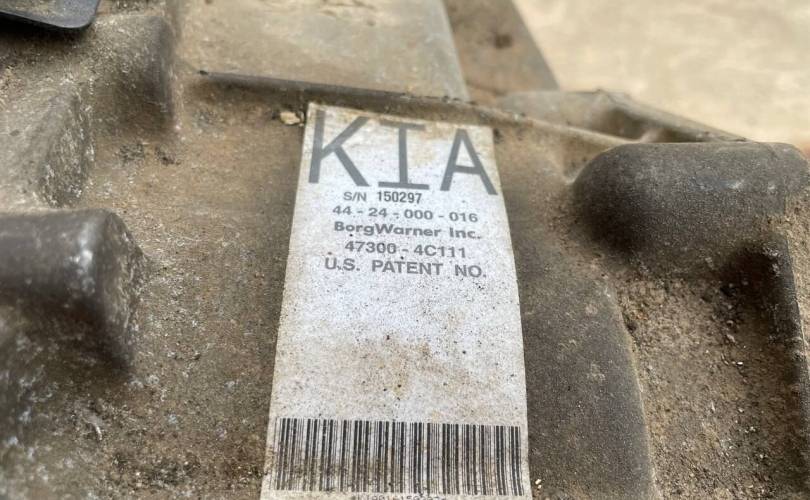 KIA
S/N 150297
44 - 24 - 000 - 016
BorgWarner Inc.
47300 - 4C111
U.S. PATENT NO.